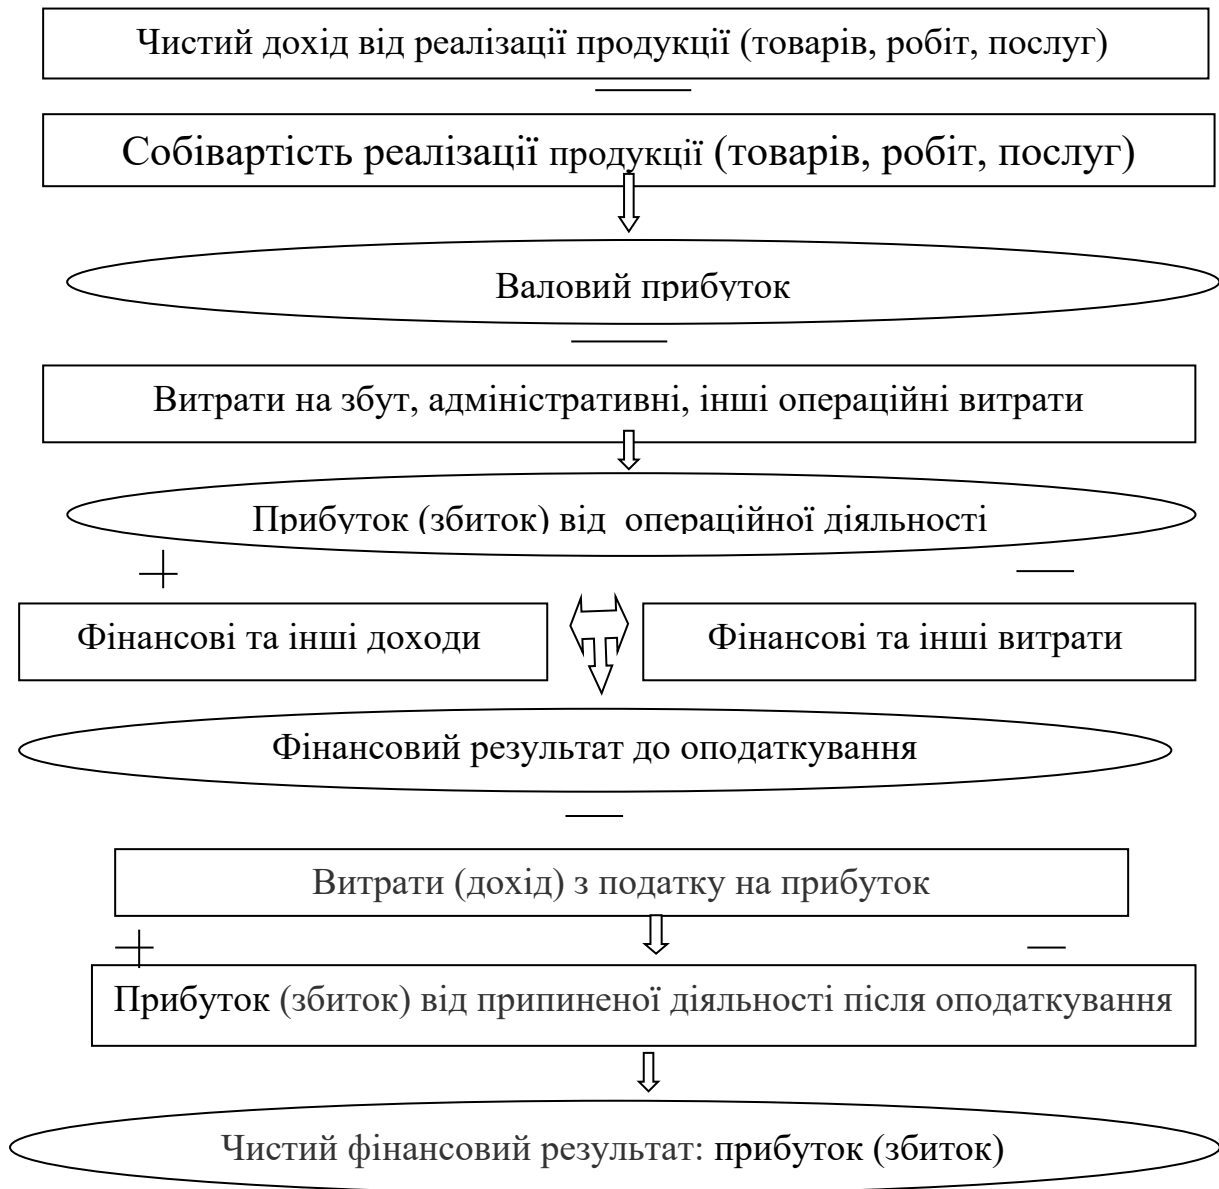 Чистий дохід від реалізації продукції (товарів, робіт, послуг)
Собівартість реалізації продукції (товарів, робіт, послуг)
Валовий прибуток
Витрати на збут, адміністративні, інші операційні витрати
Прибуток (збиток) від операційної діяльності
Фінансові та інші доходи
Фінансові та інші витрати
Фінансовий результат до оподаткування
Витрати (дохід) з податку на прибуток
Прибуток (збиток) від припиненої діяльності після оподаткування
Чистий фінансовий результат: прибуток (збиток)